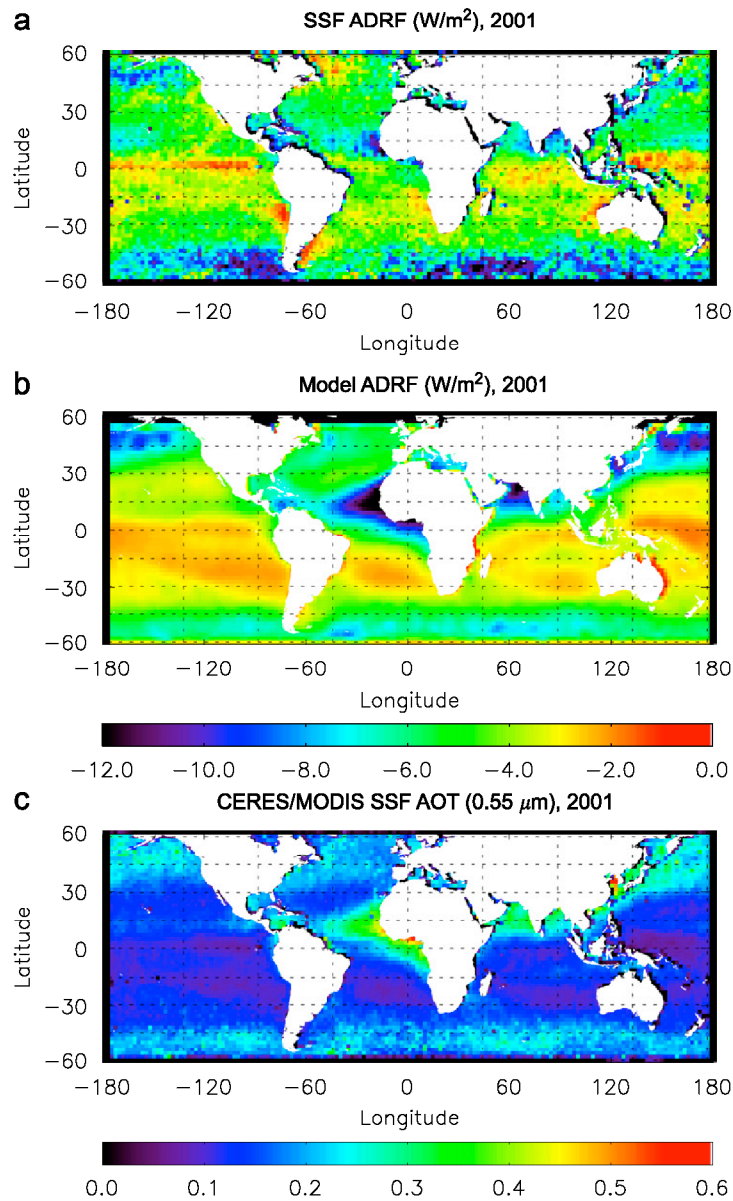 a
SSF ADRF (W/m²), 2001
60
30
0
−30
−60
Latitude
−180 −120 −60 0 60 120 180
Longitude
b
Model ADRF (W/m²), 2001
60
30
0
−30
−60
Latitude
−180 −120 −60 0 60 120 180
Longitude
−12.0 −10.0 −8.0 −6.0 −4.0 −2.0 0.0
c
CERES/MODIS SSF AOT (0.55 μm), 2001
60
30
0
−30
−60
Latitude
−180 −120 −60 0 60 120 180
Longitude
0.0 0.1 0.2 0.3 0.4 0.5 0.6